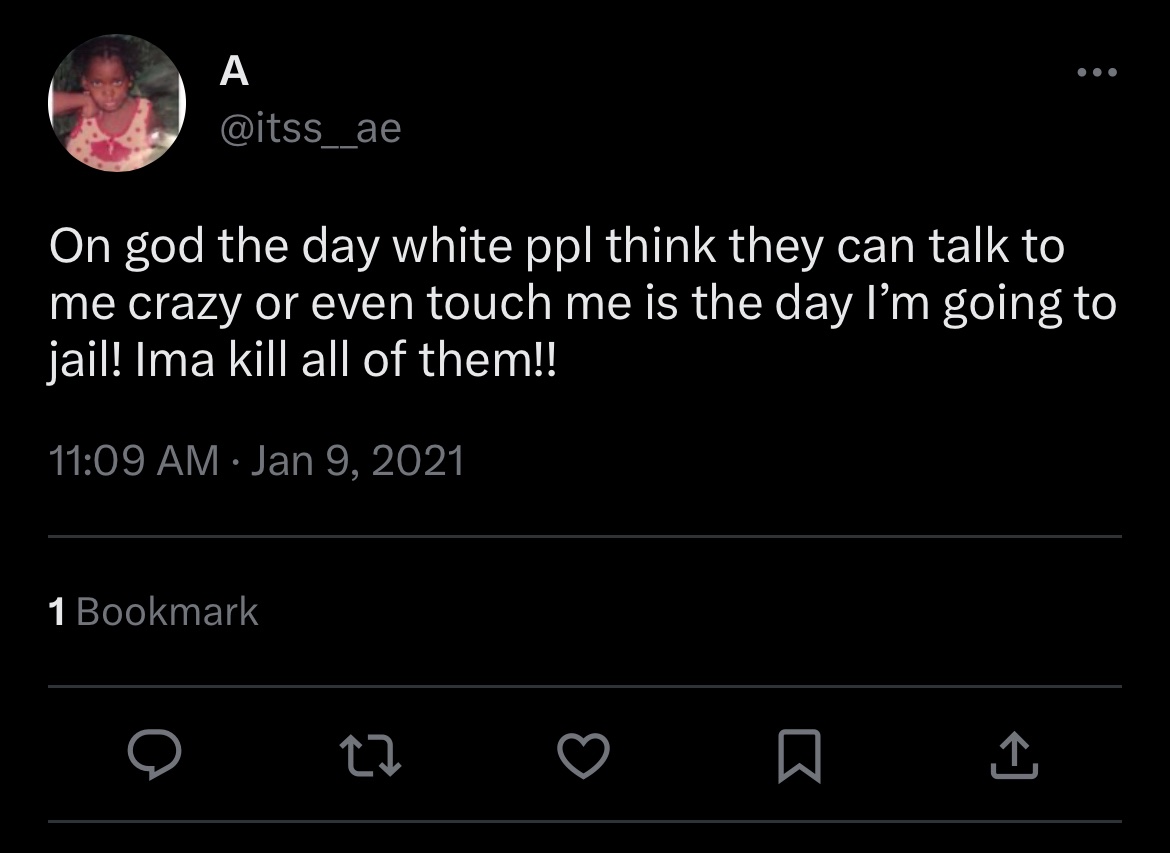 A
@itss__ae
On god the day white ppl think they can talk to
me crazy or even touch me is the day I’m going to
jail! Ima kill all of them!!
11:09 AM · Jan 9, 2021
1 Bookmark